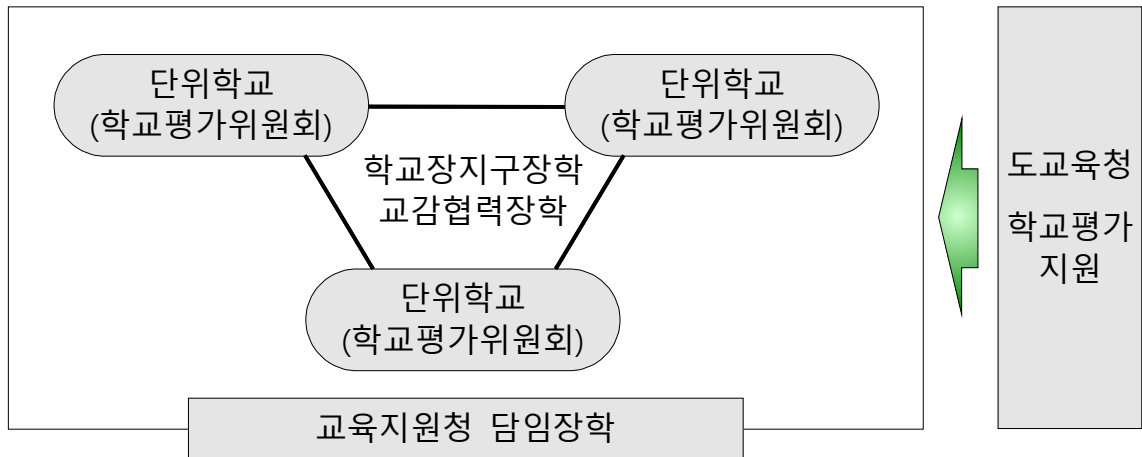 단위학교
(학교평가위원회)
단위학교
(학교평가위원회)
학교장지구장학
교감협력장학
단위학교
(학교평가위원회)
교육지원청 담임장학
도교육청
학교평가
지원